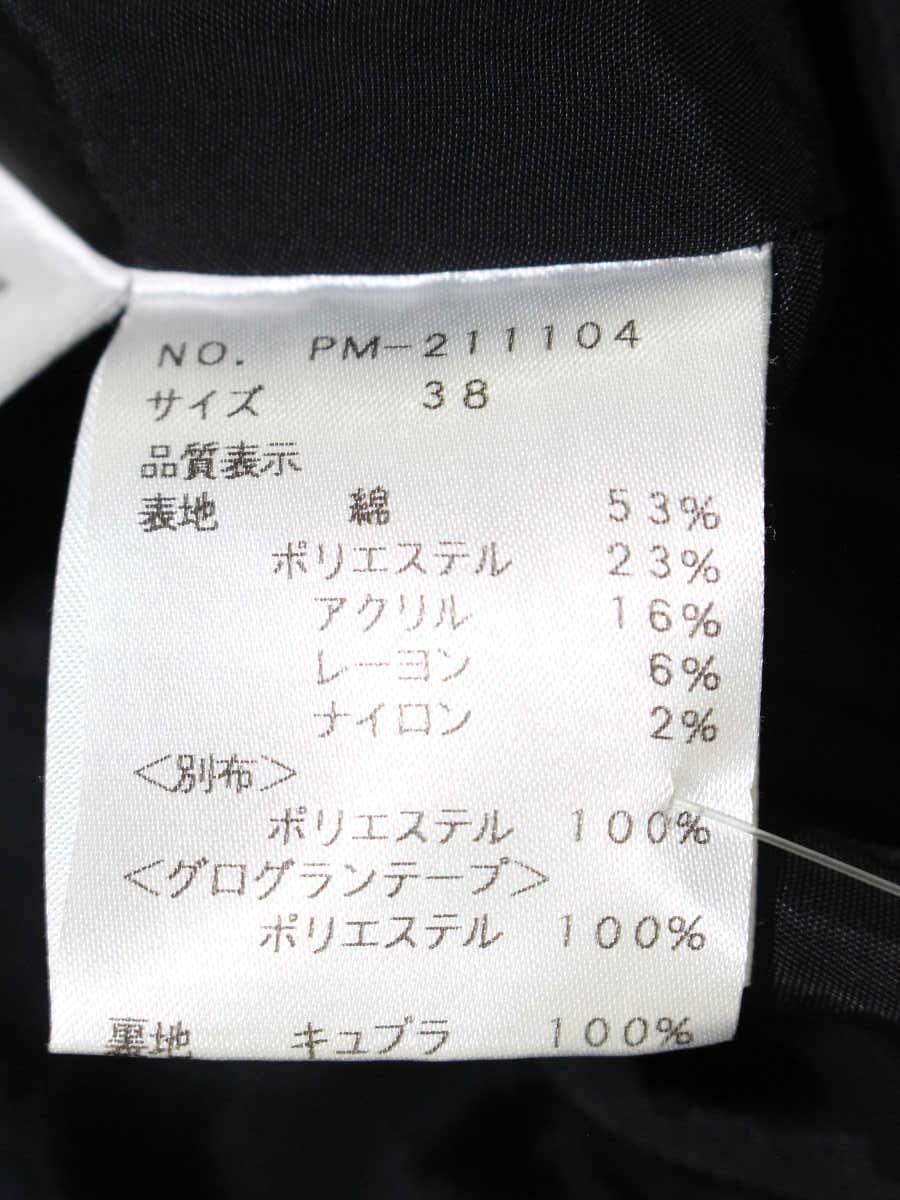 NO. PM-211104
サイズ 38
品質表示
表地 綿 53%
ポリエステル 23%
アクリル 16%
レーヨン 6%
ナイロン 2%
<別布>
ポリエステル 100%
<グログランテープ>
ポリエステル 100%
裏地 キュプラ 100%